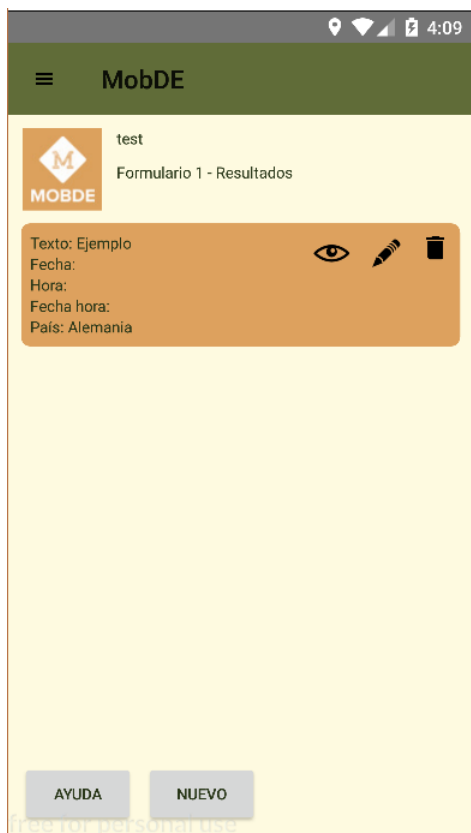 4:09
MobDE
M
MOBDE
test
Formulario 1 - Resultados
Texto: Ejemplo
Fecha:
Hora:
Fecha hora:
País: Alemania
AYUDA
NUEVO
free for personal use